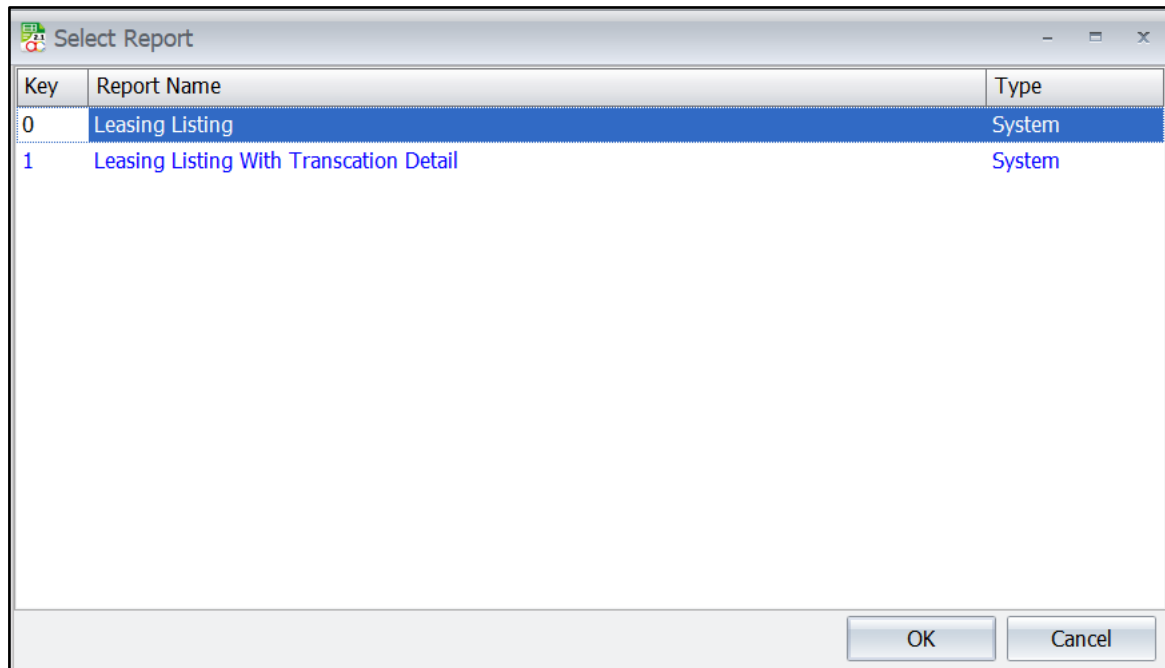 Select Report
Key Report Name Type
0 Leasing Listing System
1 Leasing Listing With Transcation Detail System
OK Cancel